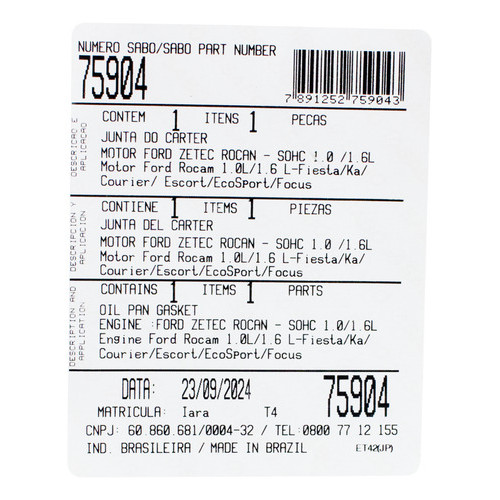 NUMERO SABO/SABO PART NUMBER
75904
7 891252 759043
DESCRICAO E APLICACAO
CONTEM 1 ITENS 1 PECAS
JUNTA DO CARTER
MOTOR FORD ZETEC ROCAN - SOHC 1.0 /1.6L
Motor Ford Rocam 1.0L/1.6 L-Fiesta/Ka/
Courier/ Escort/EcoSport/Focus
DESCRIPCION Y APLICACION
CONTIENE 1 ITEMS 1 PIEZAS
JUNTA DEL CARTER
MOTOR FORD ZETEC ROCAN - SOHC 1.0 /1.6L
Motor Ford Rocam 1.0L/1.6 L-Fiesta/Ka/
Courier/Escort/EcoSport/Focus
DESCRIPTION AND APPLICATION
CONTAINS 1 ITEMS 1 PARTS
OIL PAN GASKET
ENGINE :FORD ZETEC ROCAN - SOHC 1.0/1.6L
Engine Ford Rocam 1.0L/1.6 L-Fiesta/Ka/
Courier/Escort/EcoSport/Focus
DATA: 23/09/2024 75904
MATRICULA: Iara T4
CNPJ: 60 860.681/0004-32 / TEL:0800 77 12 155
IND. BRASILEIRA / MADE IN BRAZIL ET42(JP)